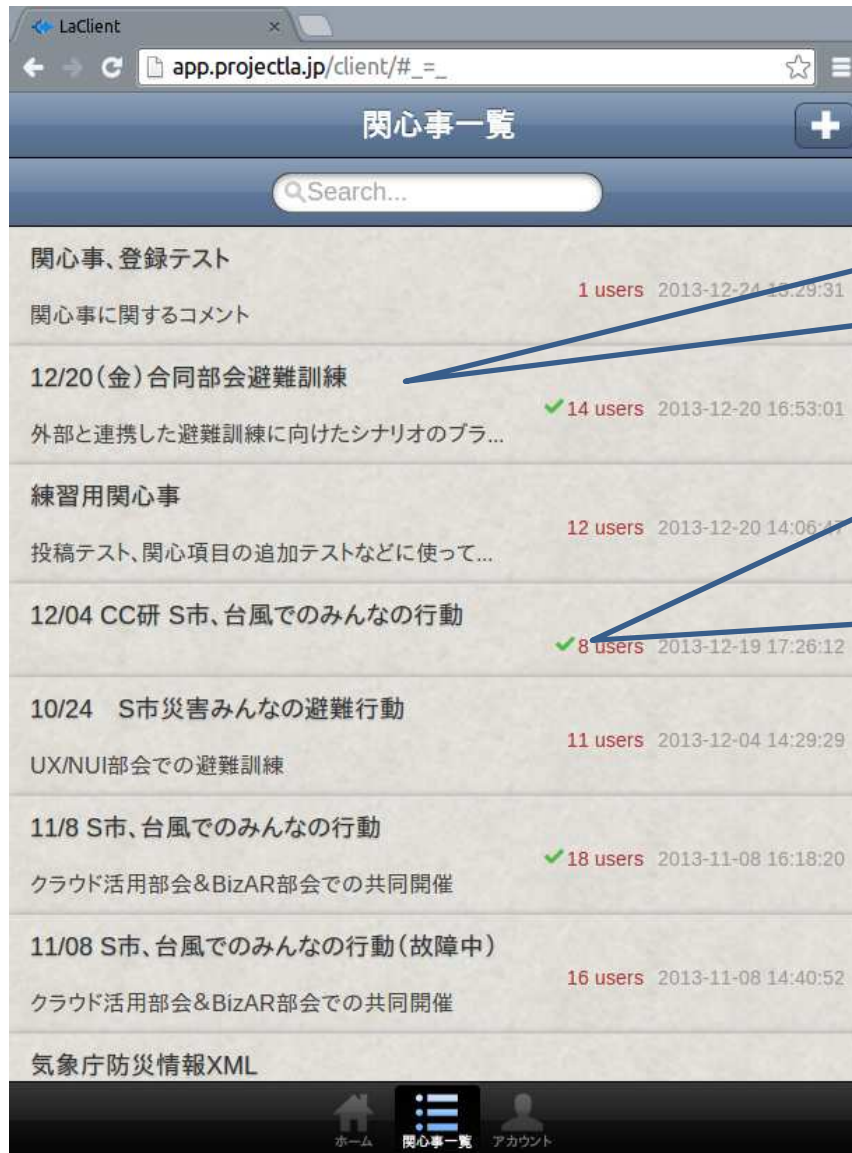 LaClient
app.projectla.jp/client/#_=_
関心事一覧
Search...
関心事、登録テスト
1 users 2013-12-24 13:29:31
関心事に関するコメント
12/20（金）合同部会避難訓練
14 users 2013-12-20 16:53:01
外部と連携した避難訓練に向けたシナリオのブラ...
練習用関心事
12 users 2013-12-20 14:06:47
投稿テスト、関心項目の追加テストなどに使って...
12/04 CC研 S市、台風でのみんなの行動
8 users 2013-12-19 17:26:12
10/24　S市災害みんなの避難行動
11 users 2013-12-04 14:29:29
UX/NUI部会での避難訓練
11/8 S市、台風でのみんなの行動
18 users 2013-11-08 16:18:20
クラウド活用部会&BizAR部会での共同開催
11/08 S市、台風でのみんなの行動（故障中）
16 users 2013-11-08 14:40:52
クラウド活用部会&BizAR部会での共同開催
気象庁防災情報XML
ホーム 関心事一覧 アカウント